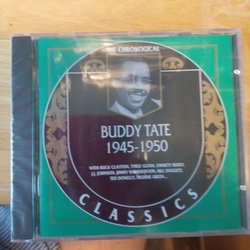 THE CHRONOLOGICAL
BUDDY TATE
1945-1950
WITH BUCK CLAYTON, TYREE GLENN, EMMETT BERRY,
J.J. JOHNSON, JIMMY WITHERSPOON, BILL DOGGETT,
TED DONNELLY, FREDDIE GREEN...
CLASSICS